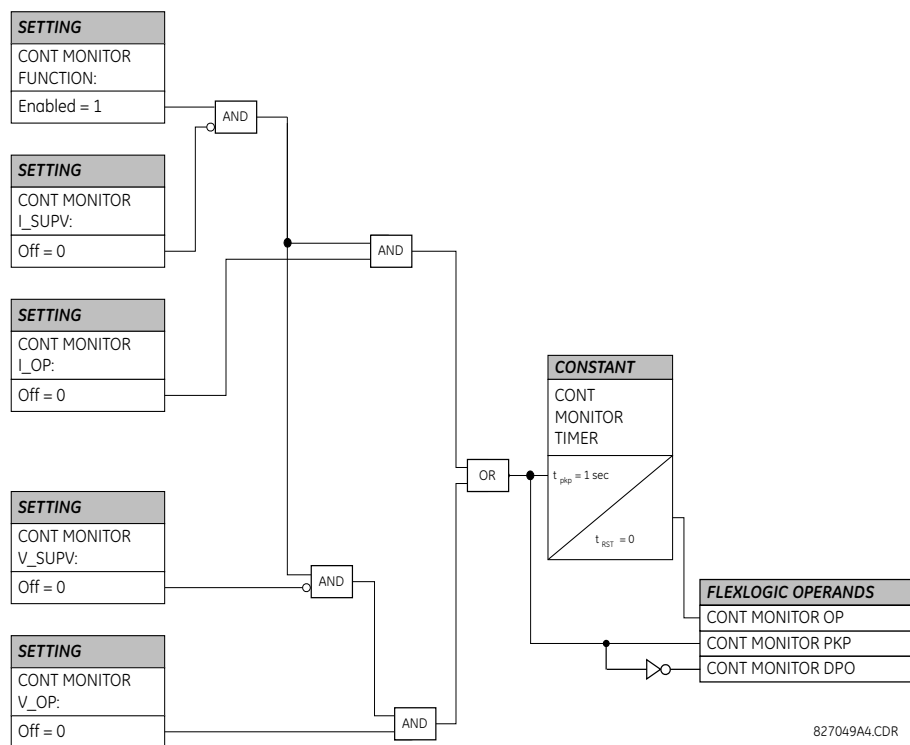 SETTING
CONT MONITOR
FUNCTION:
Enabled = 1
AND
SETTING
CONT MONITOR
I_SUPV:
Off = 0
AND
SETTING
CONT MONITOR
I_OP:
Off = 0
CONSTANT
CONT
MONITOR
TIMER
OR
t pkp = 1 sec
t RST = 0
SETTING
CONT MONITOR
V_SUPV:
Off = 0
AND
FLEXLOGIC OPERANDS
CONT MONITOR OP
CONT MONITOR PKP
CONT MONITOR DPO
SETTING
CONT MONITOR
V_OP:
Off = 0
AND
827049A4.CDR